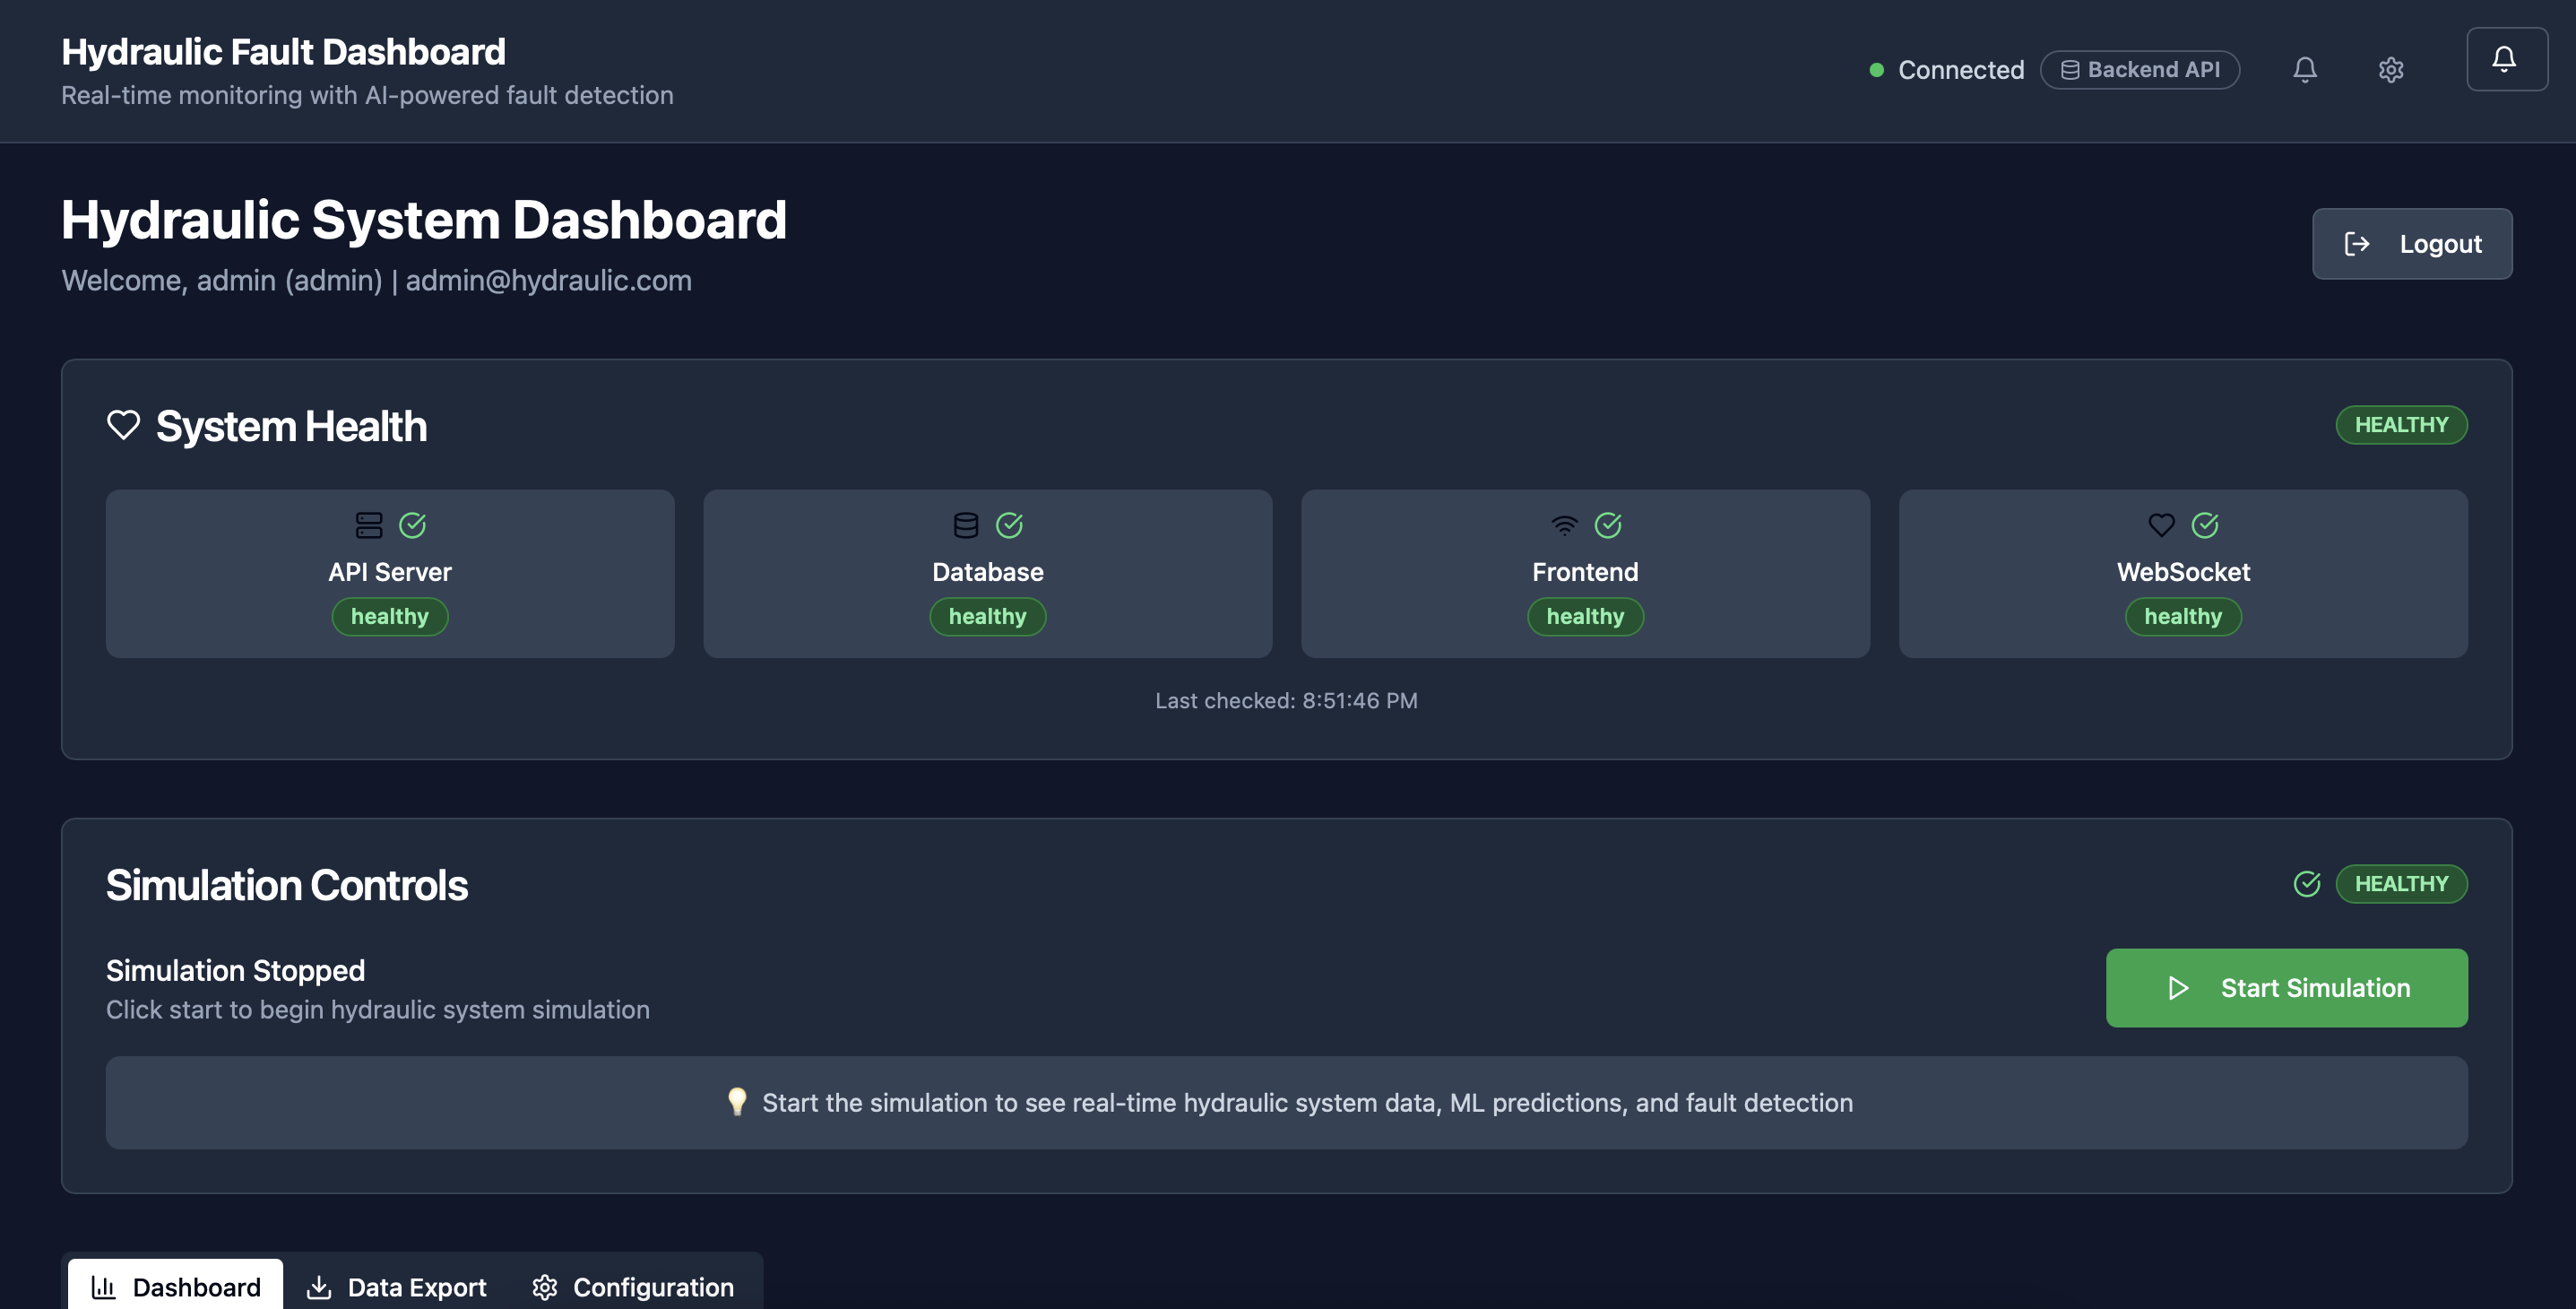 Hydraulic Fault Dashboard
Real-time monitoring with AI-powered fault detection
Connected
Backend API
Hydraulic System Dashboard
Welcome, admin (admin) | admin@hydraulic.com
Logout
System Health
HEALTHY
API Server
healthy
Database
healthy
Frontend
healthy
WebSocket
healthy
Last checked: 8:51:46 PM
Simulation Controls
HEALTHY
Simulation Stopped
Click start to begin hydraulic system simulation
Start Simulation
💡 Start the simulation to see real-time hydraulic system data, ML predictions, and fault detection
Dashboard
Data Export
Configuration